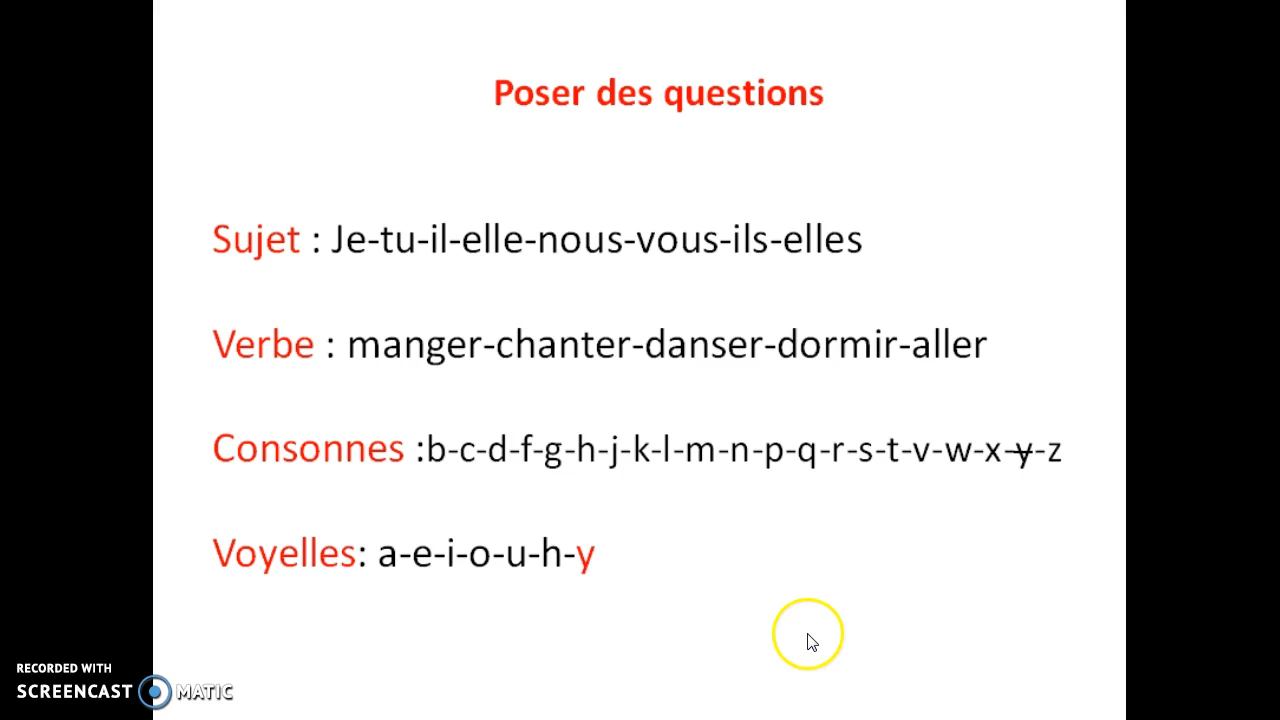 Poser des questions
Sujet : Je-tu-il-elle-nous-vous-ils-elles
Verbe : manger-chanter-danser-dormir-aller
Consonnes :b-c-d-f-g-h-j-k-l-m-n-p-q-r-s-t-v-w-x-y-z
Voyelles: a-e-i-o-u-h-y
RECORDED WITH
SCREENCAST MATIC